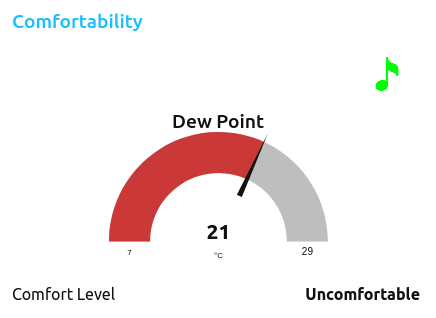 Comfortability
Dew Point
21
°C
7
29
Comfort Level
Uncomfortable